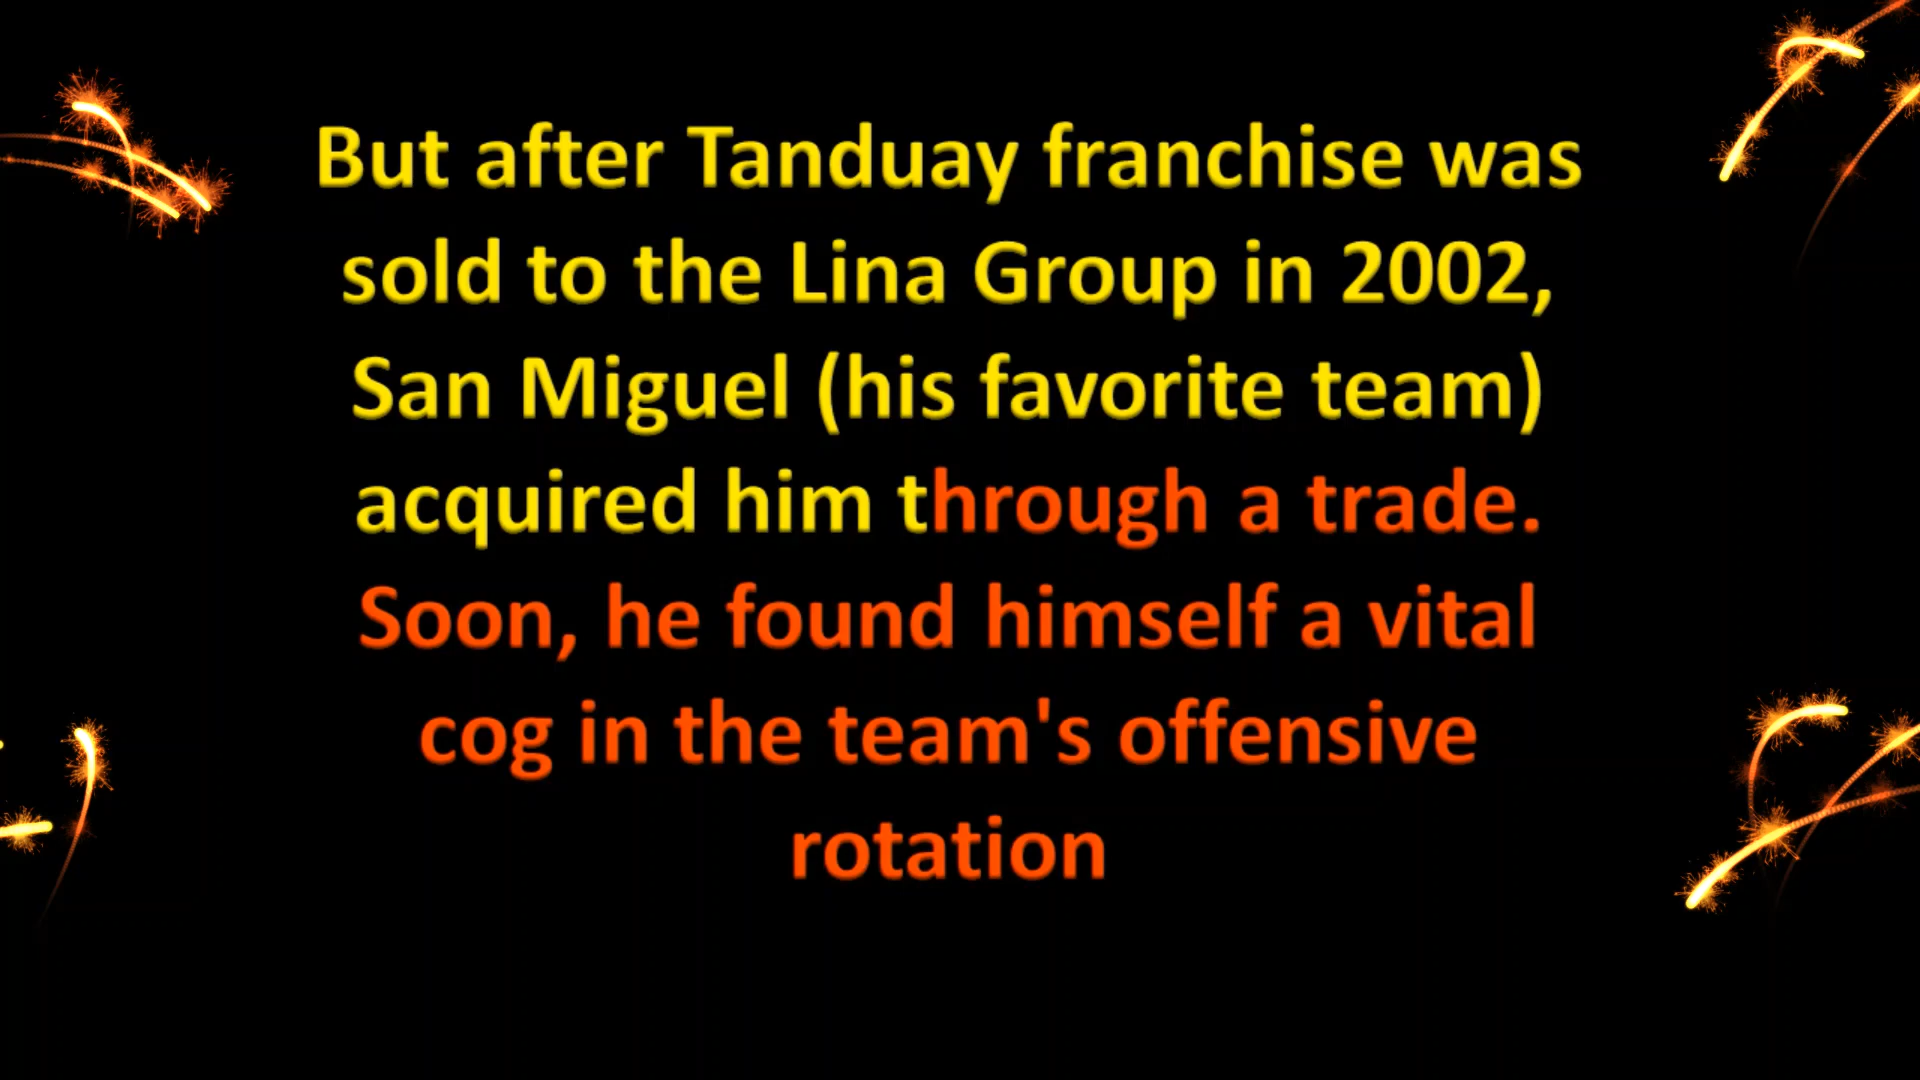 But after Tanduay franchise was
sold to the Lina Group in 2002,
San Miguel (his favorite team)
acquired him through a trade.
Soon, he found himself a vital
cog in the team's offensive
rotation